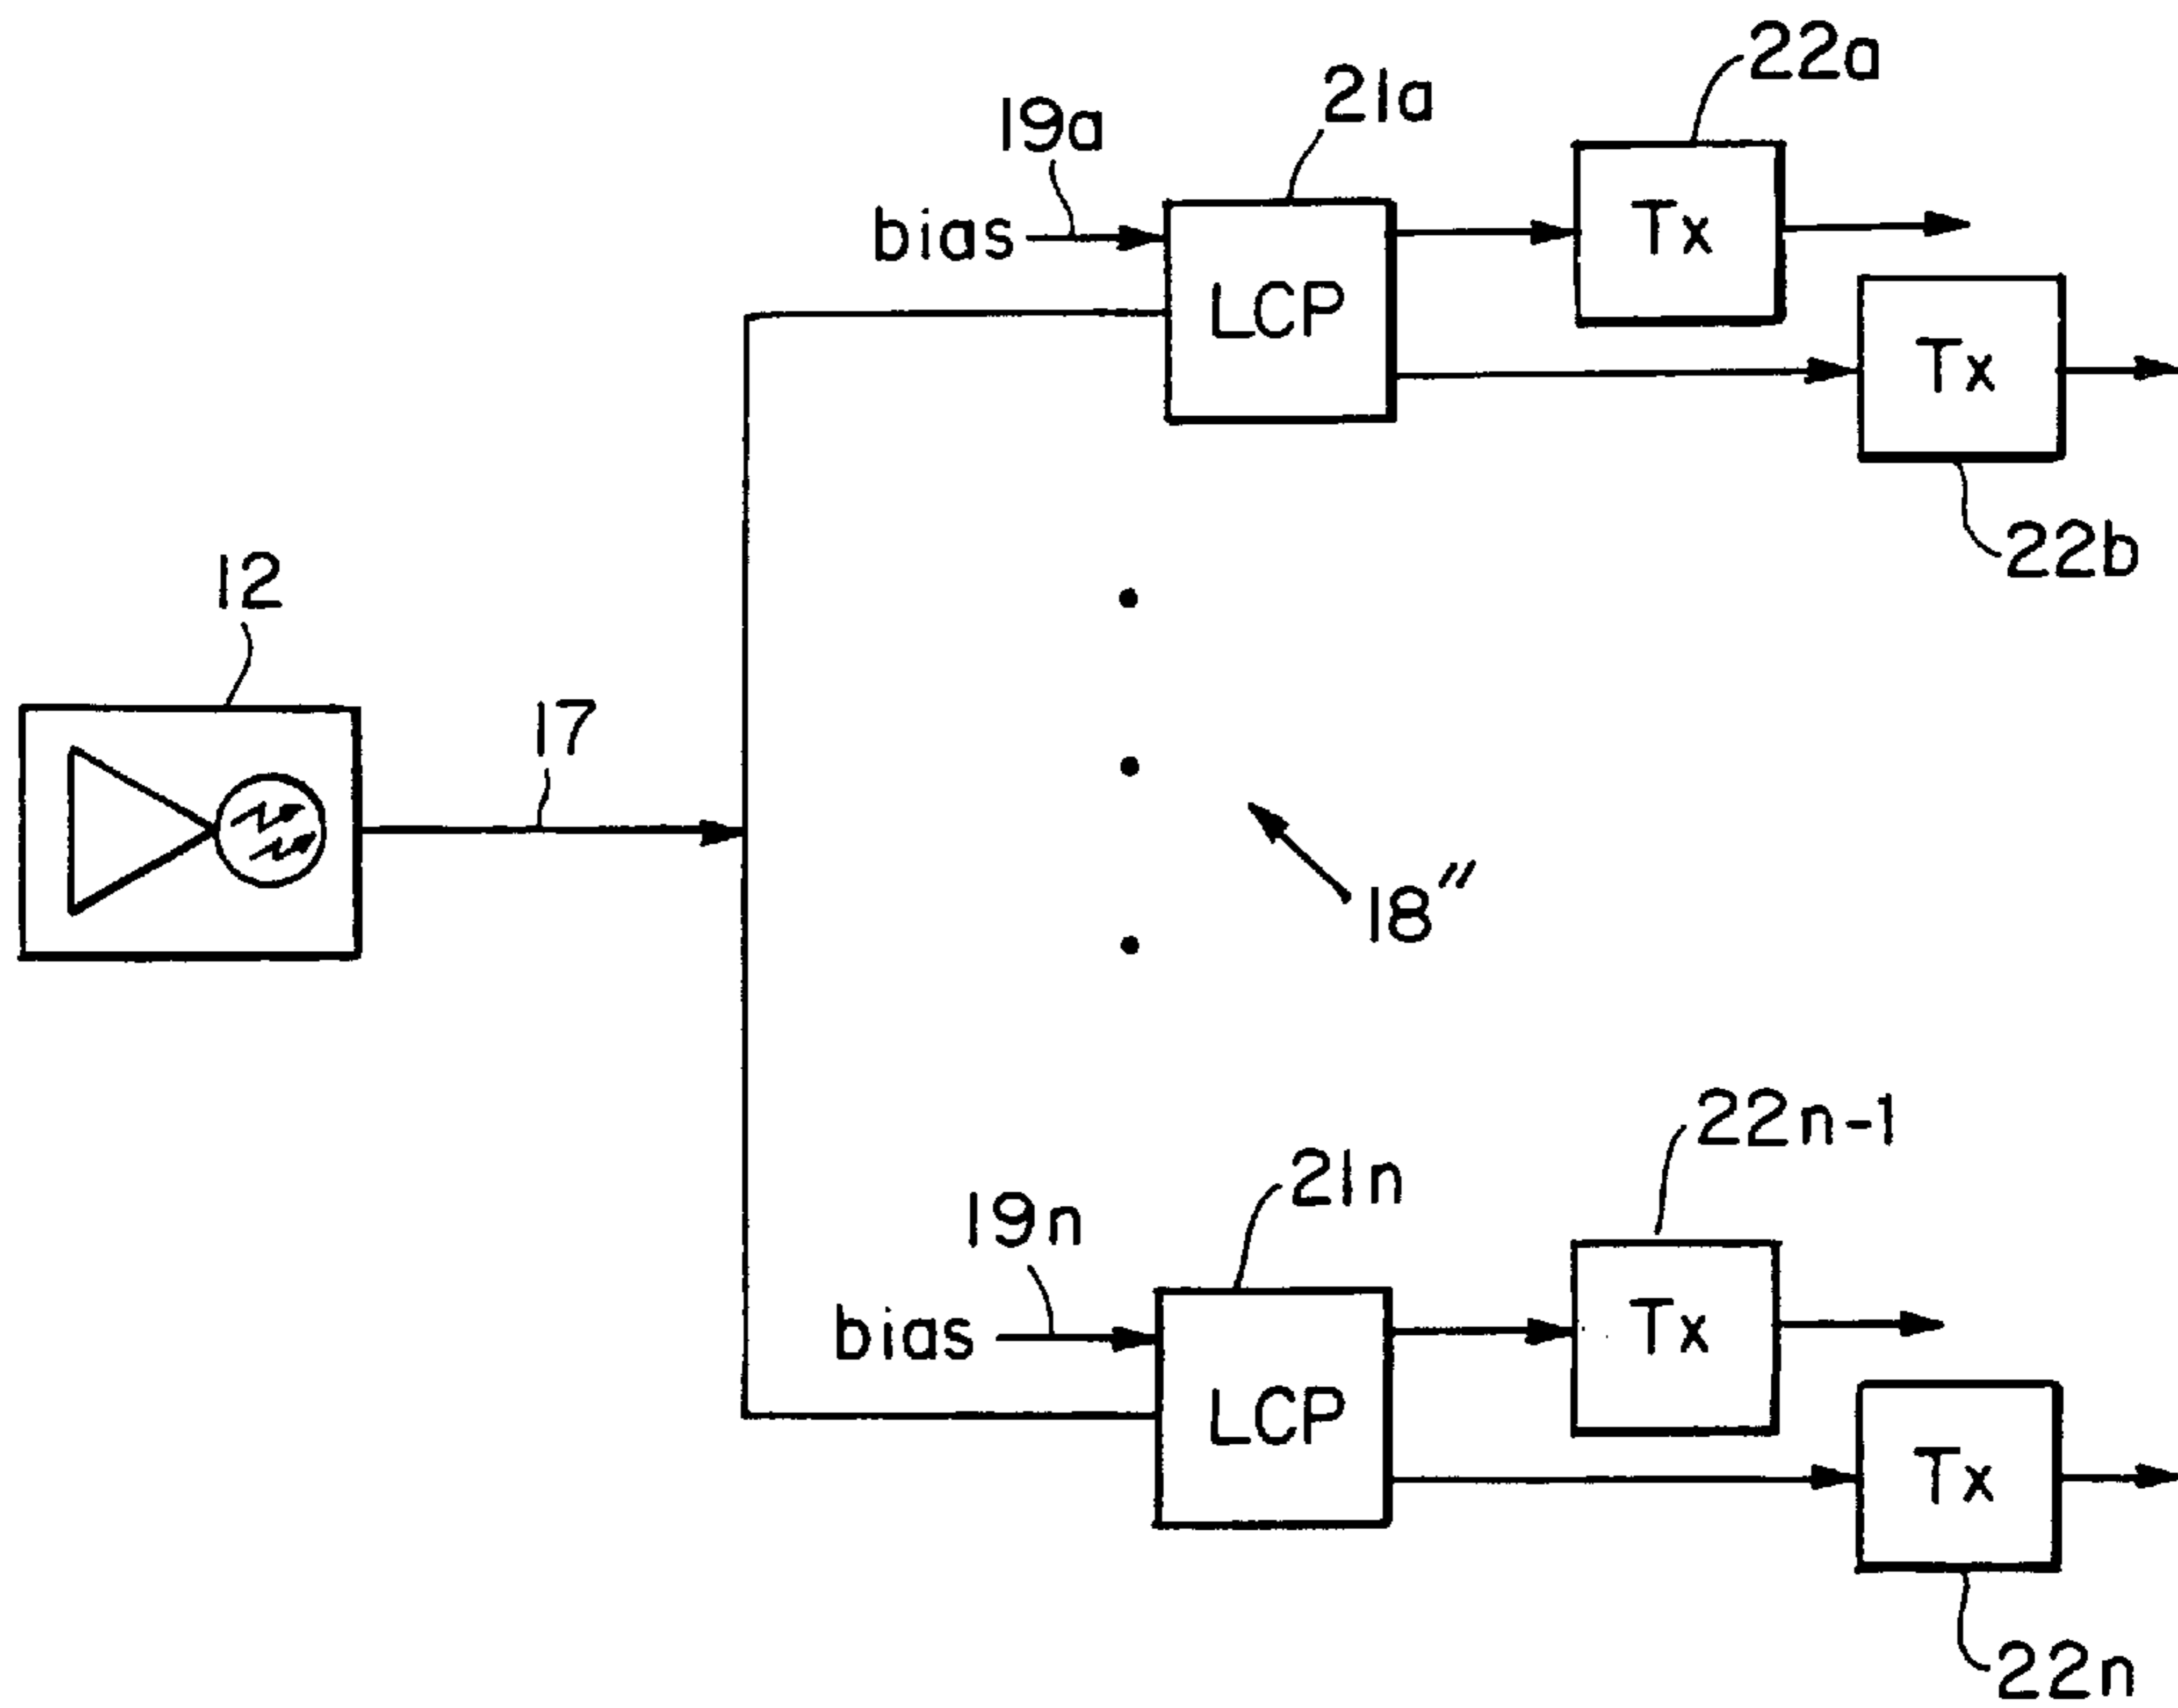 22a
21a
19a
bias
Tx
LCP
Tx
22b
12
17
18"
22n-1
21n
19n
bias
Tx
LCP
Tx
22n